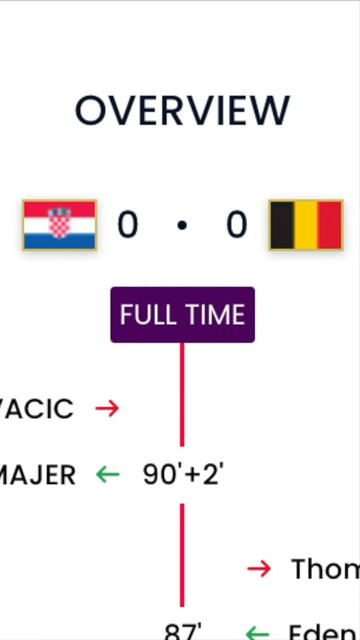 OVERVIEW
0 • 0
FULL TIME
VACIC →
MAJER ← 90'+2'
→ Thom
87' ← Eden